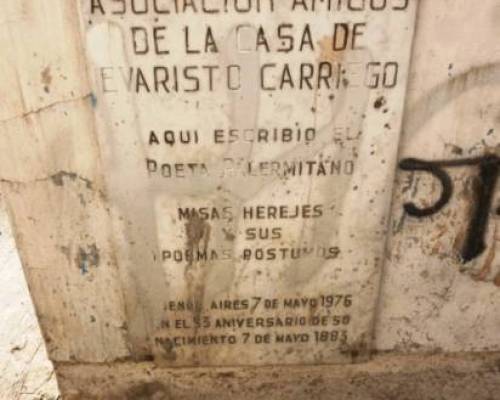 ASOCIACION AMIGOS
DE LA CASA DE
EVARISTO CARRIEGO
AQUI ESCRIBIO EL
POETA PALERMITANO
MISAS HEREJES
Y SUS
POEMAS POSTUMOS
AIRES 7 DE MAYO 1976
EN EL 93 ANIVERSARIO DE SU
NACIMIENTO 7 DE MAYO 1883